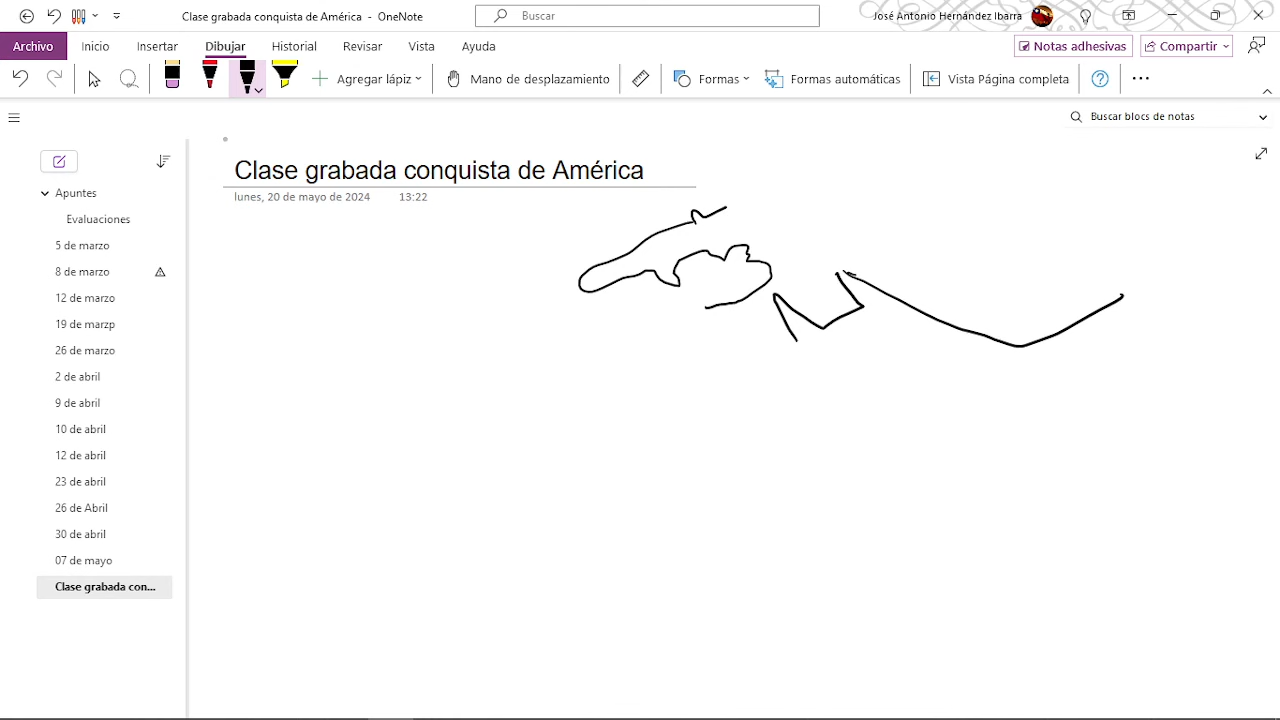 Clase grabada conquista de América - OneNote
Buscar
José Antonio Hernández Ibarra
Archivo
Inicio
Insertar
Dibujar
Historial
Revisar
Vista
Ayuda
Notas adhesivas
Compartir
Agregar lápiz
Mano de desplazamiento
Formas
Formas automáticas
Vista Página completa
Buscar blocs de notas
Apuntes
Evaluaciones
5 de marzo
8 de marzo
12 de marzo
19 de marzp
26 de marzo
2 de abril
9 de abril
10 de abril
12 de abril
23 de abril
26 de Abril
30 de abril
07 de mayo
Clase grabada con...
Clase grabada conquista de América
lunes, 20 de mayo de 2024 13:22